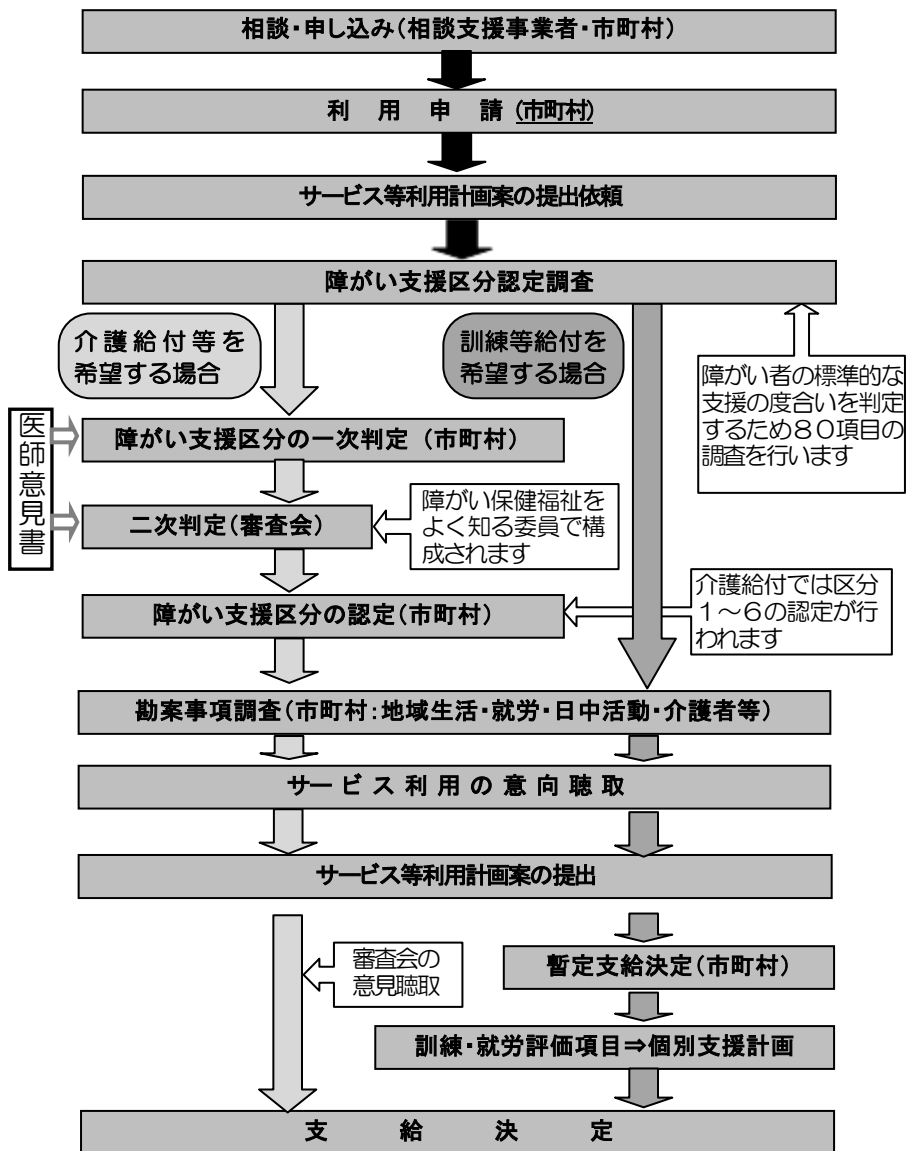 相談・申し込み(相談支援事業者・市町村)
利用申請(市町村)
サービス等利用計画案の提出依頼
障がい支援区分認定調査
介護給付等を
希望する場合
訓練等給付を
希望する場合
障がい者の標準的な
支援の度合いを判定
するため80項目の
調査を行います
医師意見書
障がい支援区分の一次判定 (市町村)
二次判定(審査会)
障がい保健福祉を
よく知る委員で構
成されます
障がい支援区分の認定(市町村)
介護給付では区分
1~6の認定が行
われます
勘案事項調査(市町村:地域生活・就労・日中活動・介護者等)
サービス利用の意向聴取
サービス等利用計画案の提出
審査会の
意見聴取
暫定支給決定(市町村)
訓練・就労評価項目⇒個別支援計画
支給決定